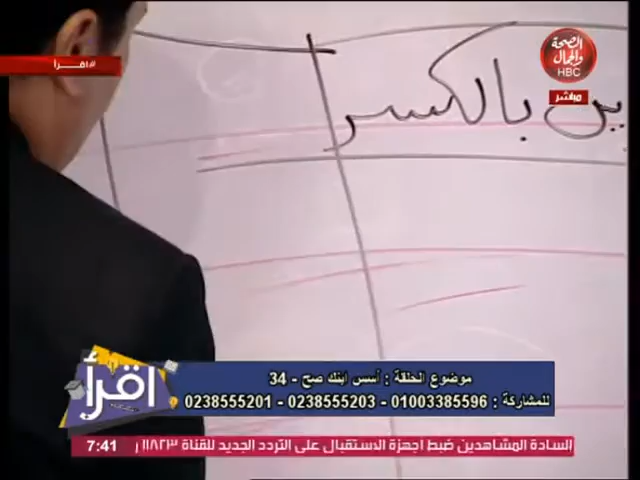 الصحة
والجمال
HBC
مباشر
#اقرأ
ين بالكسر
اقرأ
موضوع الحلقة : أسس ابنك صح - 34
للمشاركة : 01003385596 - 0238555203 - 0238555201
السادة المشاهدين ضبط اجهزة الاستقبال على التردد الجديد للقناة ١١٨٢٣
7:41